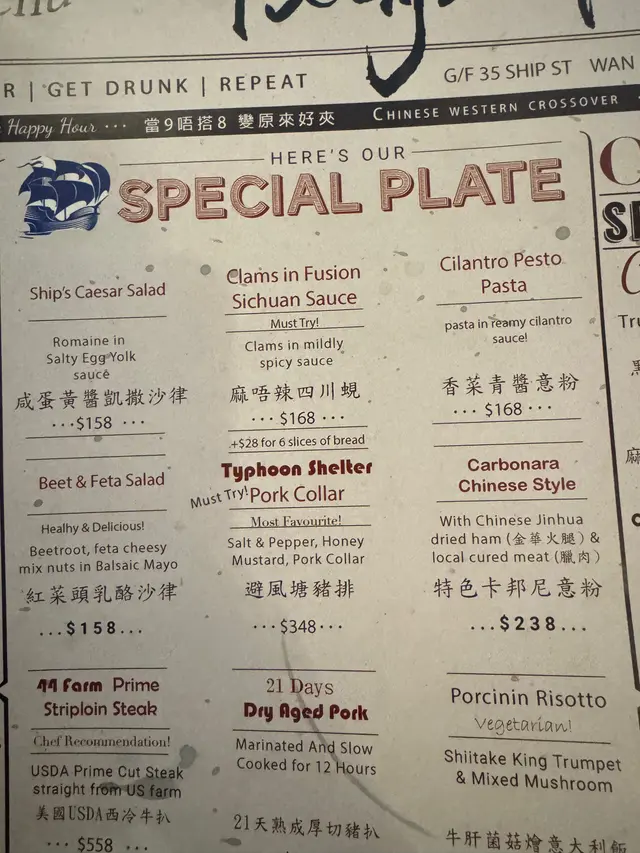 R | GET DRUNK | REPEAT
G/F 35 SHIP ST WAN
Happy Hour ··· 當9唔搭8 變原來好夾 CHINESE WESTERN CROSSOVER
HERE'S OUR
SPECIAL PLATE
Ship's Caesar Salad
Romaine in
Salty Egg Yolk
sauce
咸蛋黃醬凱撒沙律
···$158···
Beet & Feta Salad
Healhy & Delicious!
Beetroot, feta cheesy
mix nuts in Balsaic Mayo
紅菜頭乳酪沙律
...$158...
44 Farm Prime
Striploin Steak
Chef Recommendation!
USDA Prime Cut Steak
straight from US farm
美國USDA西冷牛扒
··· $558 ···
Clams in Fusion
Sichuan Sauce
Must Try!
Clams in mildly
spicy sauce
麻唔辣四川蜆
··· $168 ···
+$28 for 6 slices of bread
Typhoon Shelter
Must Try! Pork Collar
Most Favourite!
Salt & Pepper, Honey
Mustard, Pork Collar
避風塘豬排
···$348···
21 Days
Dry Aged Pork
Marinated And Slow
Cooked for 12 Hours
21天熟成厚切豬扒
Cilantro Pesto
Pasta
pasta in reamy cilantro
sauce!
香菜青醬意粉
··· $168 ···
Carbonara
Chinese Style
With Chinese Jinhua
dried ham (金華火腿) &
local cured meat (臘肉)
特色卡邦尼意粉
...$238...
Porcinin Risotto
Vegetarian!
Shiitake King Trumpet
& Mixed Mushroom
牛肝菌菇燴意大利飯